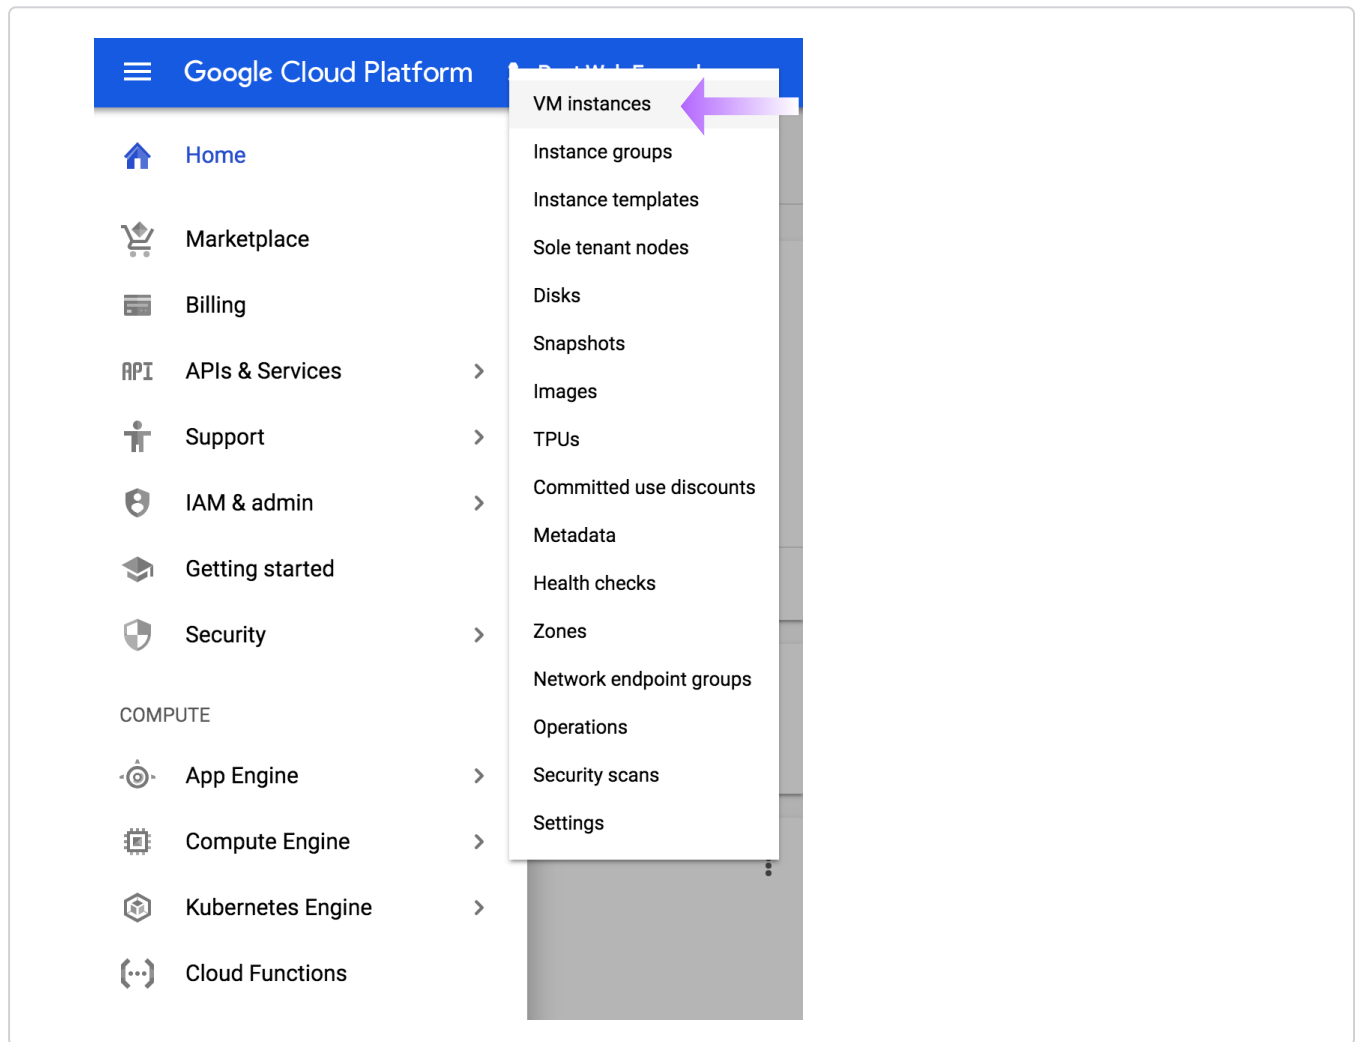 Google Cloud Platform
Home
Marketplace
Billing
API APIs & Services
Support
IAM & admin
Getting started
Security
COMPUTE
App Engine
Compute Engine
Kubernetes Engine
Cloud Functions
VM instances
Instance groups
Instance templates
Sole tenant nodes
Disks
Snapshots
Images
TPUs
Committed use discounts
Metadata
Health checks
Zones
Network endpoint groups
Operations
Security scans
Settings